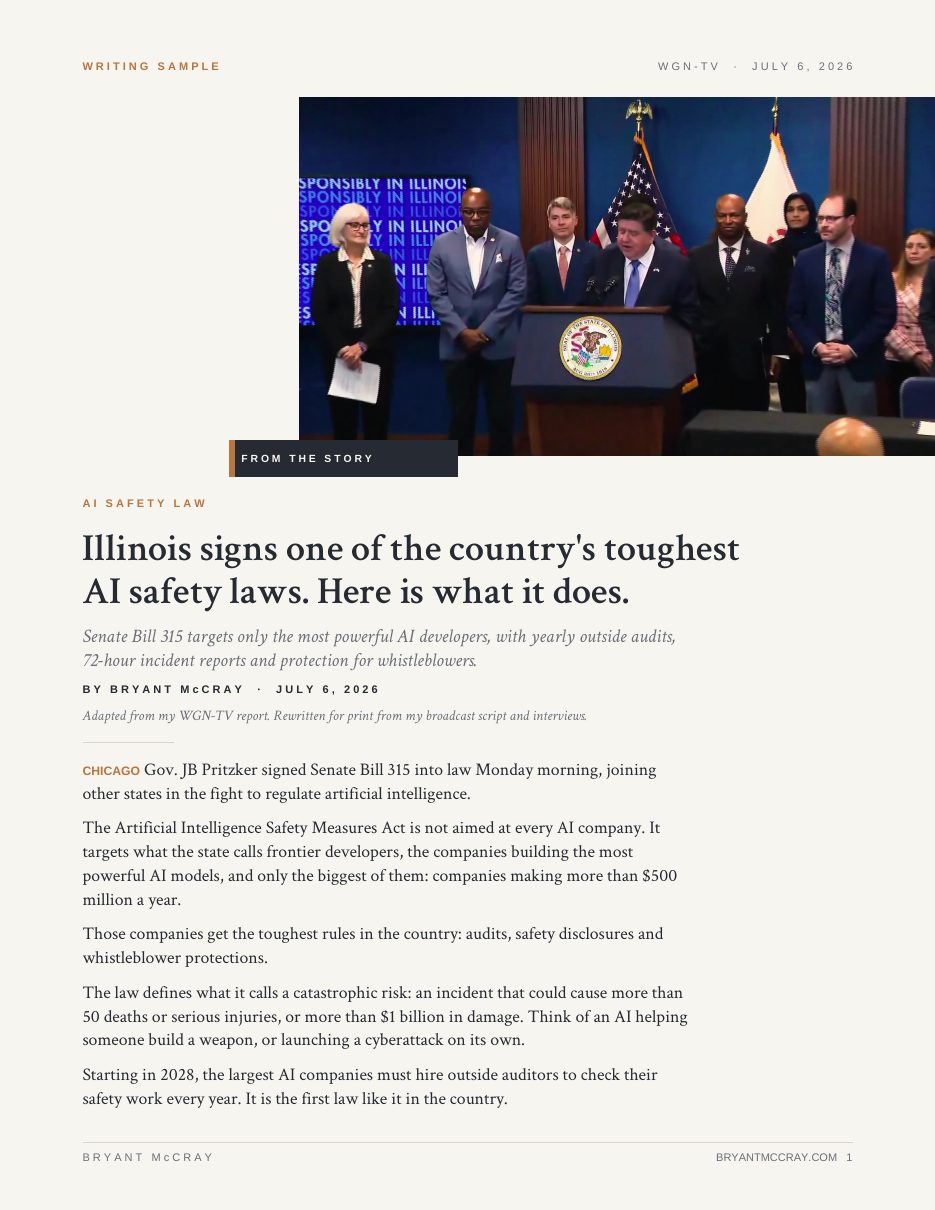 WRITING SAMPLE
WGN-TV · JULY 6, 2026
SPONSIBLY IN ILLINOIS
SEAL OF THE STATE OF ILLINOIS
AUG. 26TH 1818
FROM THE STORY
AI SAFETY LAW
Illinois signs one of the country's toughest
AI safety laws. Here is what it does.
Senate Bill 315 targets only the most powerful AI developers, with yearly outside audits,
72-hour incident reports and protection for whistleblowers.
BY BRYANT McCRAY · JULY 6, 2026
Adapted from my WGN-TV report. Rewritten for print from my broadcast script and interviews.
CHICAGO Gov. JB Pritzker signed Senate Bill 315 into law Monday morning, joining
other states in the fight to regulate artificial intelligence.
The Artificial Intelligence Safety Measures Act is not aimed at every AI company. It
targets what the state calls frontier developers, the companies building the most
powerful AI models, and only the biggest of them: companies making more than $500
million a year.
Those companies get the toughest rules in the country: audits, safety disclosures and
whistleblower protections.
The law defines what it calls a catastrophic risk: an incident that could cause more than
50 deaths or serious injuries, or more than $1 billion in damage. Think of an AI helping
someone build a weapon, or launching a cyberattack on its own.
Starting in 2028, the largest AI companies must hire outside auditors to check their
safety work every year. It is the first law like it in the country.
BRYANT McCRAY
BRYANTMCCRAY.COM 1